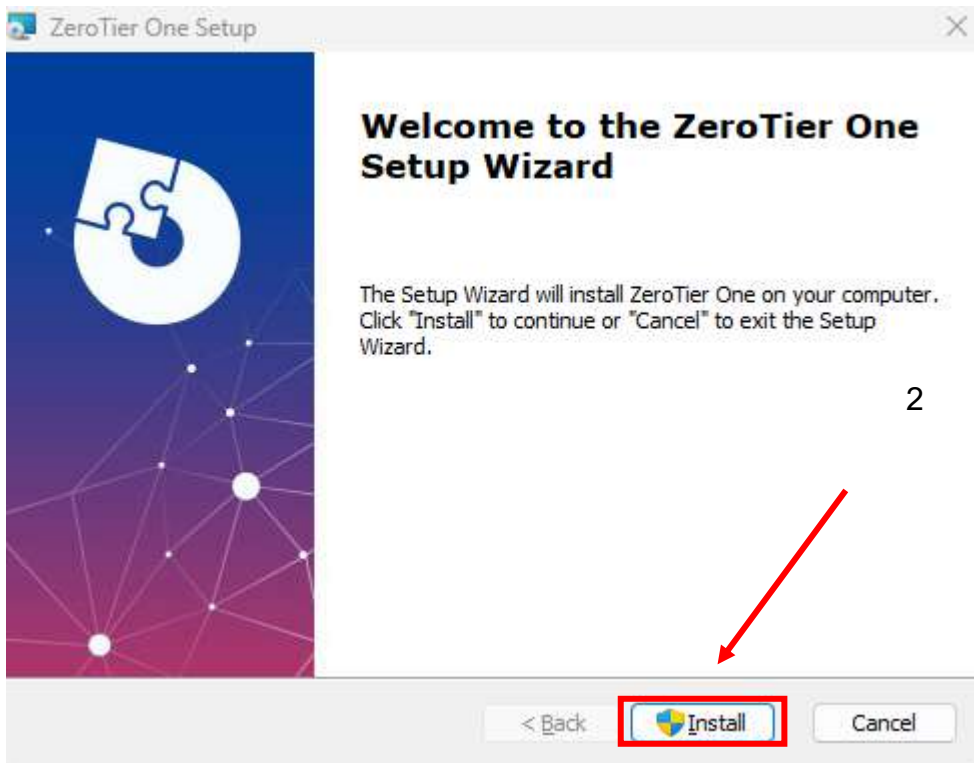 ZeroTier One Setup
Welcome to the ZeroTier One
Setup Wizard
The Setup Wizard will install ZeroTier One on your computer.
Click "Install" to continue or "Cancel" to exit the Setup
Wizard.
2
< Back
Install
Cancel